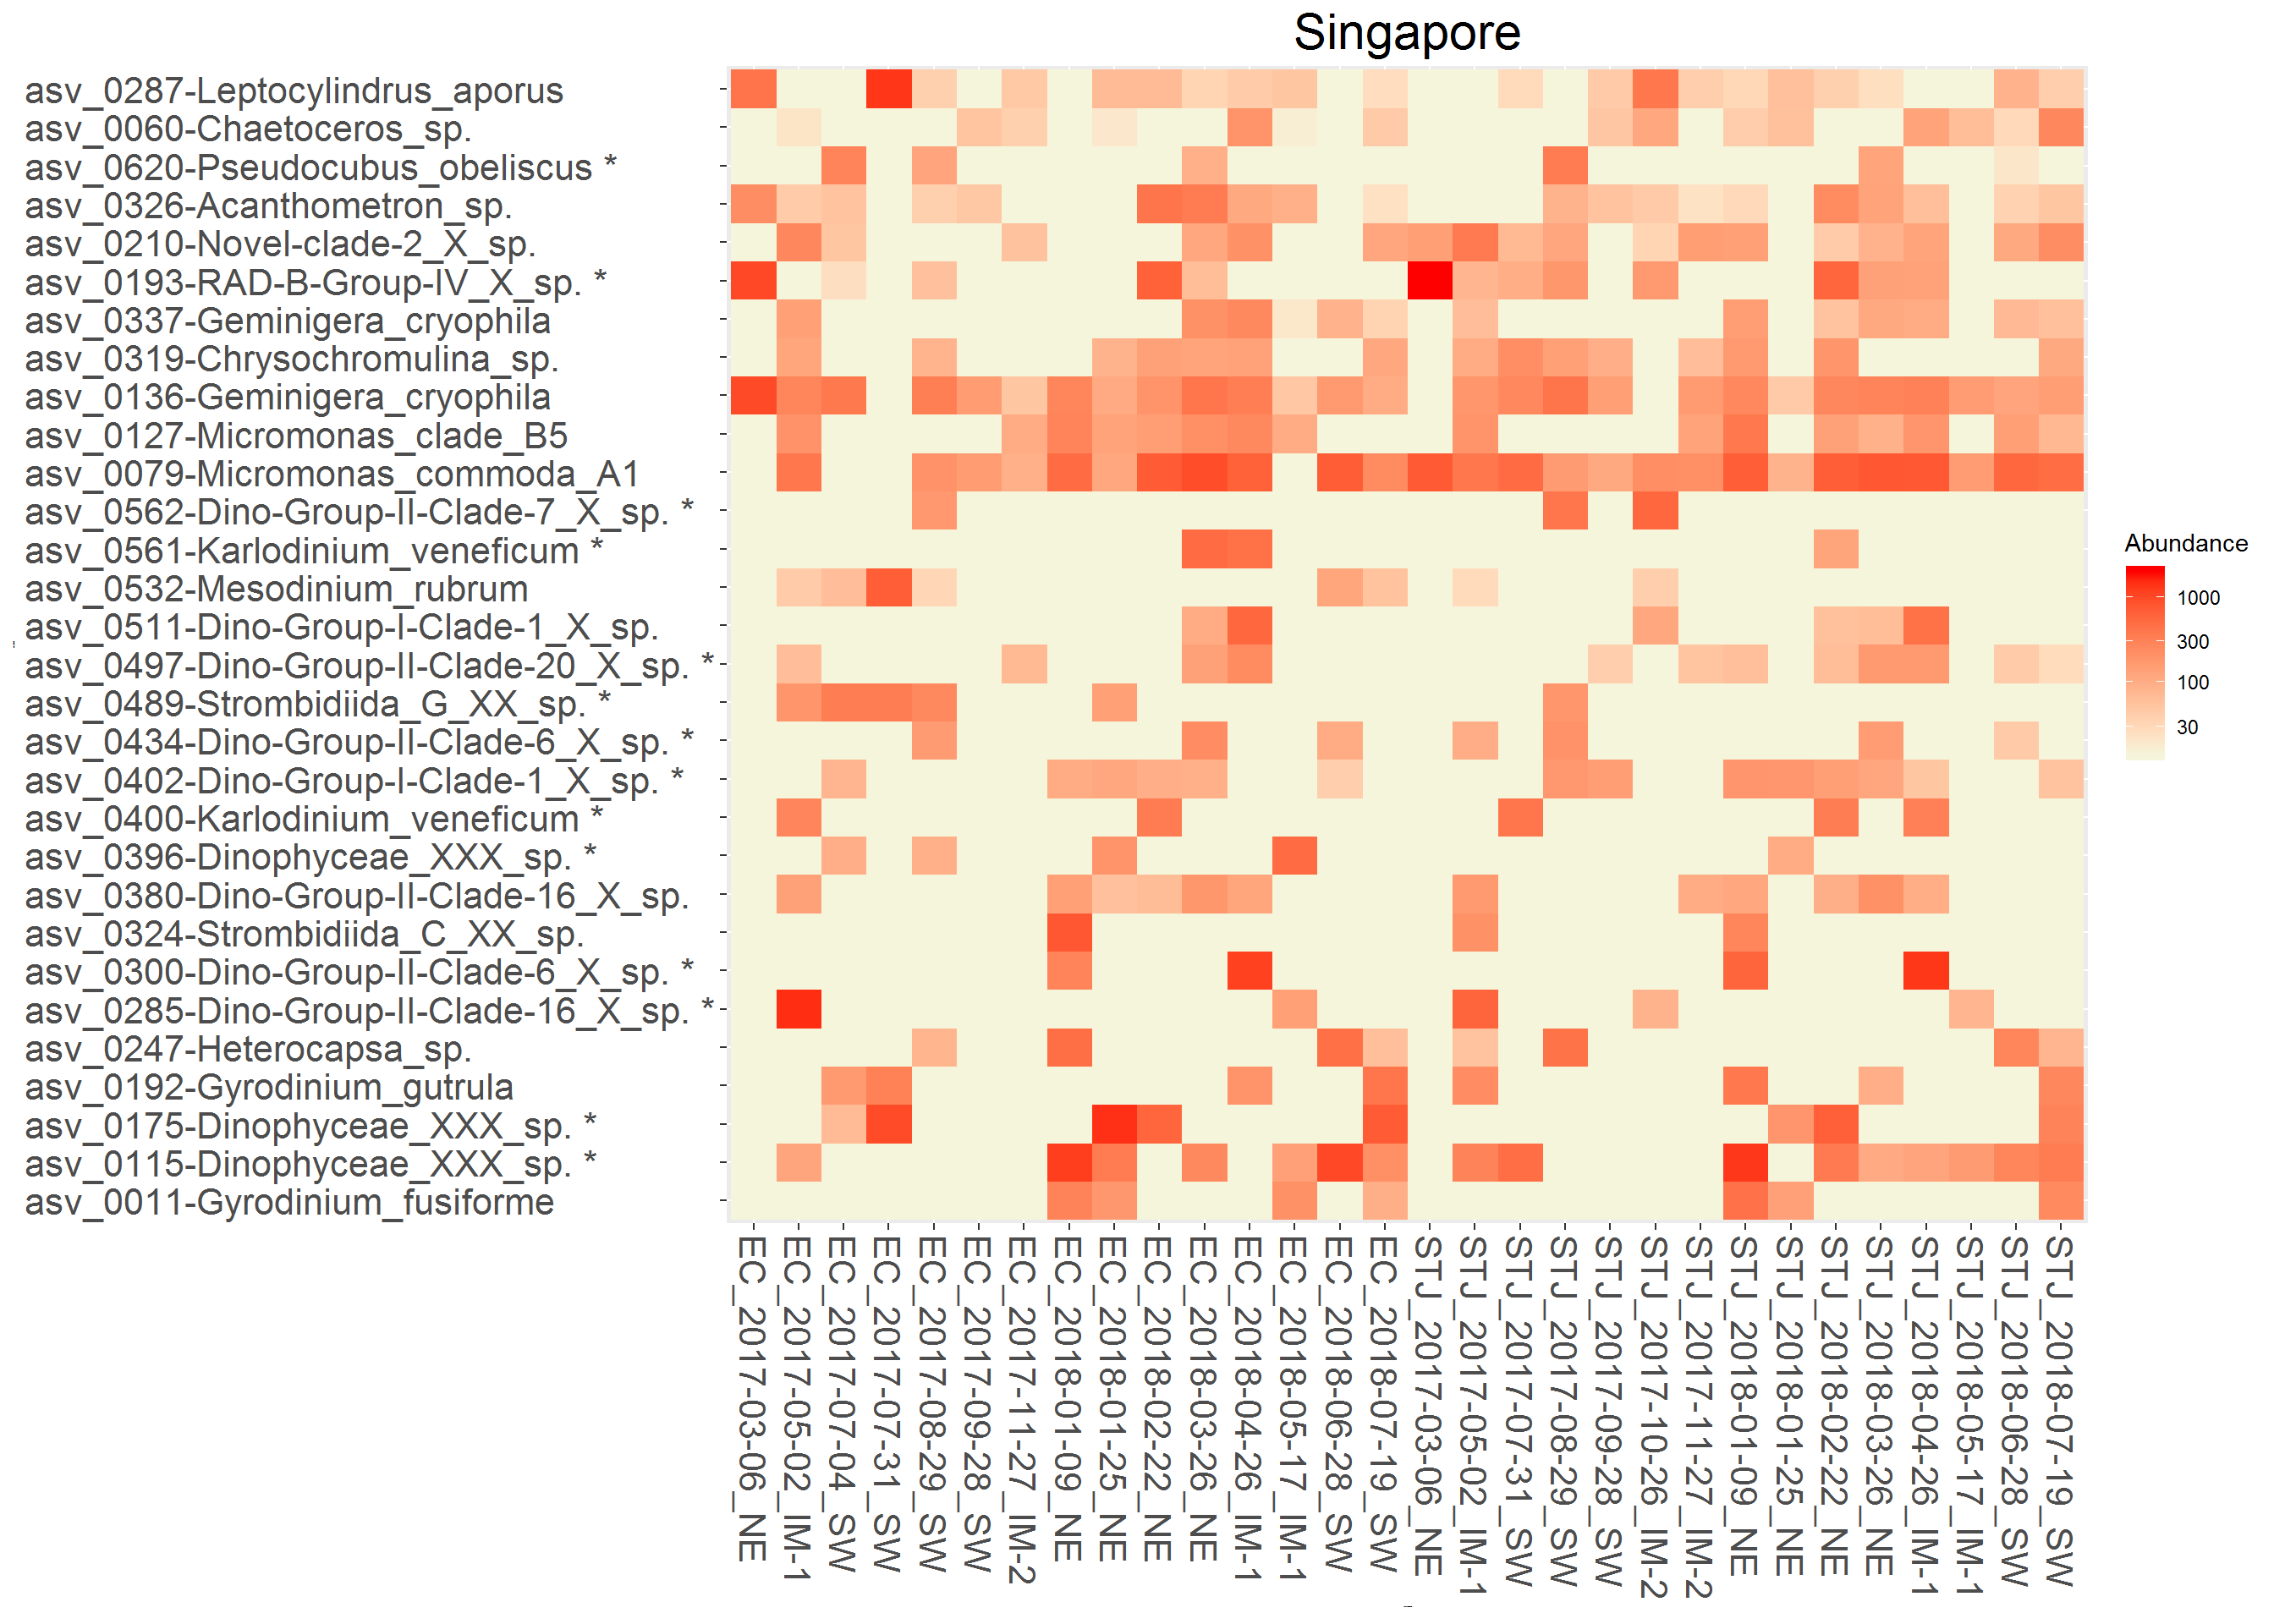 Singapore
asv_0287-Leptocylindrus_aporus
asv_0060-Chaetoceros_sp.
asv_0620-Pseudocubus_obeliscus *
asv_0326-Acanthometron_sp.
asv_0210-Novel-clade-2_X_sp.
asv_0193-RAD-B-Group-IV_X_sp. *
asv_0337-Geminigera_cryophila
asv_0319-Chrysochromulina_sp.
asv_0136-Geminigera_cryophila
asv_0127-Micromonas_clade_B5
asv_0079-Micromonas_commoda_A1
asv_0562-Dino-Group-II-Clade-7_X_sp. *
asv_0561-Karlodinium_veneficum *
asv_0532-Mesodinium_rubrum
asv_0511-Dino-Group-I-Clade-1_X_sp.
asv_0497-Dino-Group-II-Clade-20_X_sp. *
asv_0489-Strombidiida_G_XX_sp. *
asv_0434-Dino-Group-II-Clade-6_X_sp. *
asv_0402-Dino-Group-I-Clade-1_X_sp. *
asv_0400-Karlodinium_veneficum *
asv_0396-Dinophyceae_XXX_sp. *
asv_0380-Dino-Group-II-Clade-16_X_sp.
asv_0324-Strombidiida_C_XX_sp.
asv_0300-Dino-Group-II-Clade-6_X_sp. *
asv_0285-Dino-Group-II-Clade-16_X_sp. *
asv_0247-Heterocapsa_sp.
asv_0192-Gyrodinium_gutrula
asv_0175-Dinophyceae_XXX_sp. *
asv_0115-Dinophyceae_XXX_sp. *
asv_0011-Gyrodinium_fusiforme
EC_2017-03-06_NE
EC_2017-05-02_IM-1
EC_2017-07-04_SW
EC_2017-07-31_SW
EC_2017-08-29_SW
EC_2017-09-28_SW
EC_2017-11-27_IM-2
EC_2018-01-09_NE
EC_2018-01-25_NE
EC_2018-02-22_NE
EC_2018-03-26_NE
EC_2018-04-26_IM-1
EC_2018-05-17_IM-1
EC_2018-06-28_SW
EC_2018-07-19_SW
STJ_2017-03-06_NE
STJ_2017-05-02_IM-1
STJ_2017-07-31_SW
STJ_2017-08-29_SW
STJ_2017-09-28_SW
STJ_2017-10-26_IM-2
STJ_2017-11-27_IM-2
STJ_2018-01-09_NE
STJ_2018-01-25_NE
STJ_2018-02-22_NE
STJ_2018-03-26_NE
STJ_2018-04-26_IM-1
STJ_2018-05-17_IM-1
STJ_2018-06-28_SW
STJ_2018-07-19_SW
Abundance
1000
300
100
30